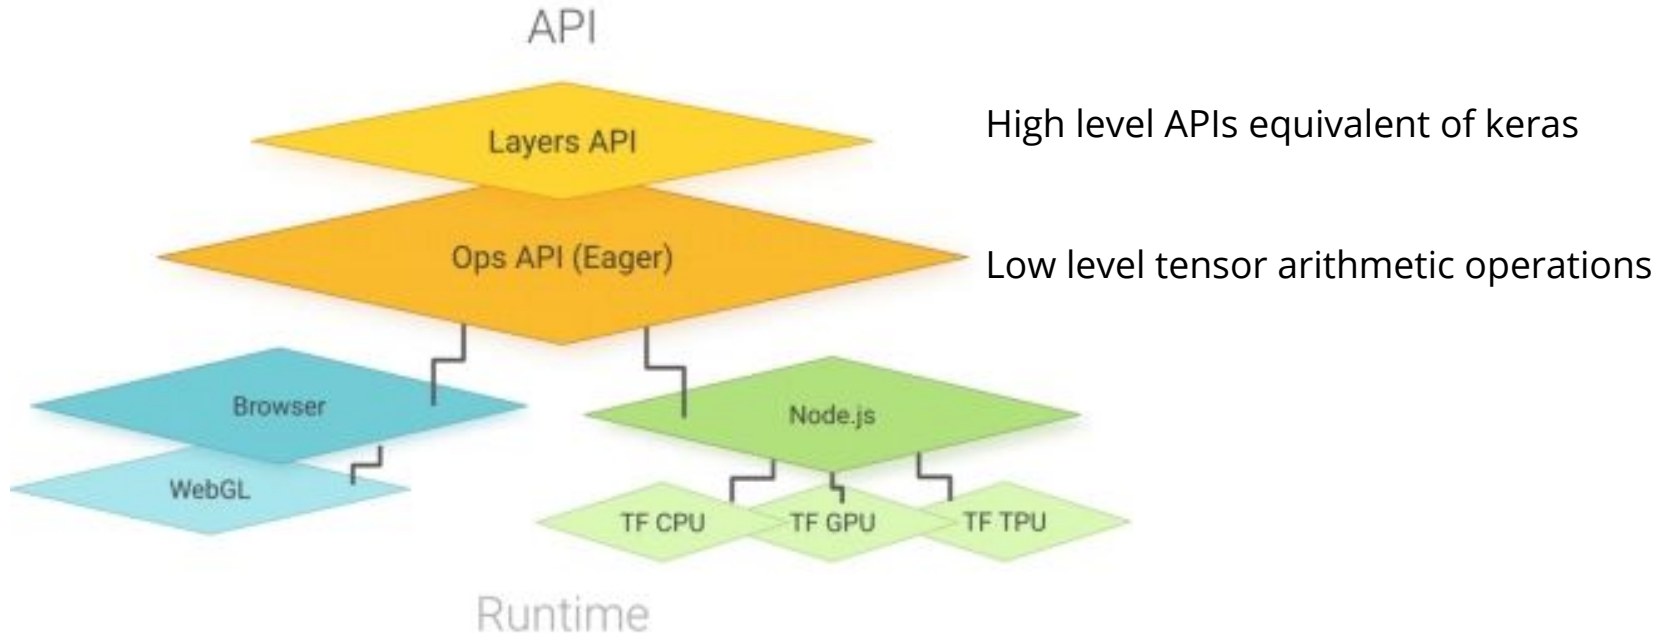 API
Layers API
High level APIs equivalent of keras
Ops API (Eager)
Low level tensor arithmetic operations
Browser
Node.js
WebGL
TF CPU
TF GPU
TF TPU
Runtime